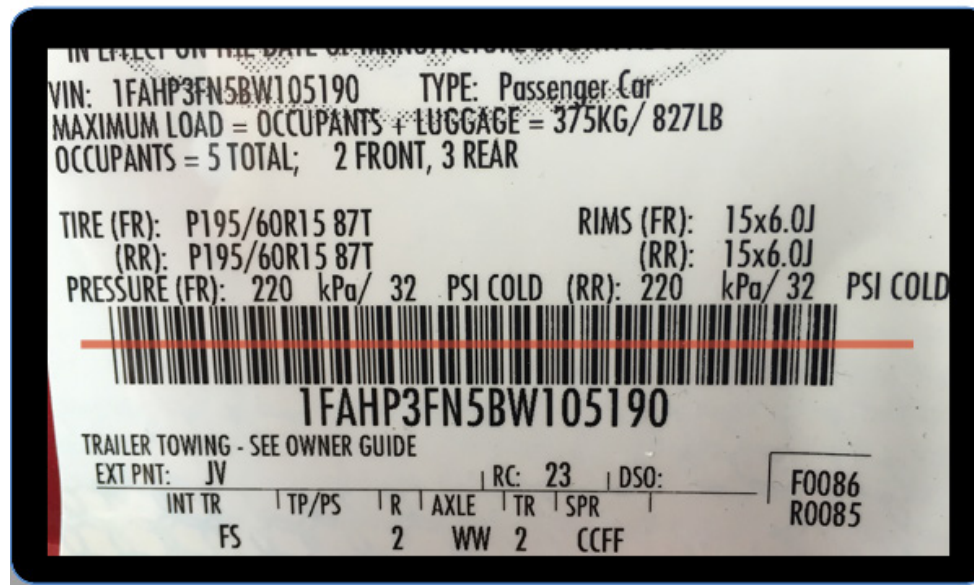 VIN: 1FAHP3FN5BW105190 TYPE: Passenger Car
MAXIMUM LOAD = OCCUPANTS + LUGGAGE = 375KG/ 827LB
OCCUPANTS = 5 TOTAL; 2 FRONT, 3 REAR
TIRE (FR): P195/60R15 87T RIMS (FR): 15x6.0J
(RR): P195/60R15 87T (RR): 15x6.0J
PRESSURE (FR): 220 kPa/ 32 PSI COLD (RR): 220 kPa/ 32 PSI COLD
1FAHP3FN5BW105190
TRAILER TOWING - SEE OWNER GUIDE
EXT PNT: JV RC: 23 DSO: F0086
INT TR TP/PS R AXLE TR SPR R0085
FS 2 WW 2 CCFF